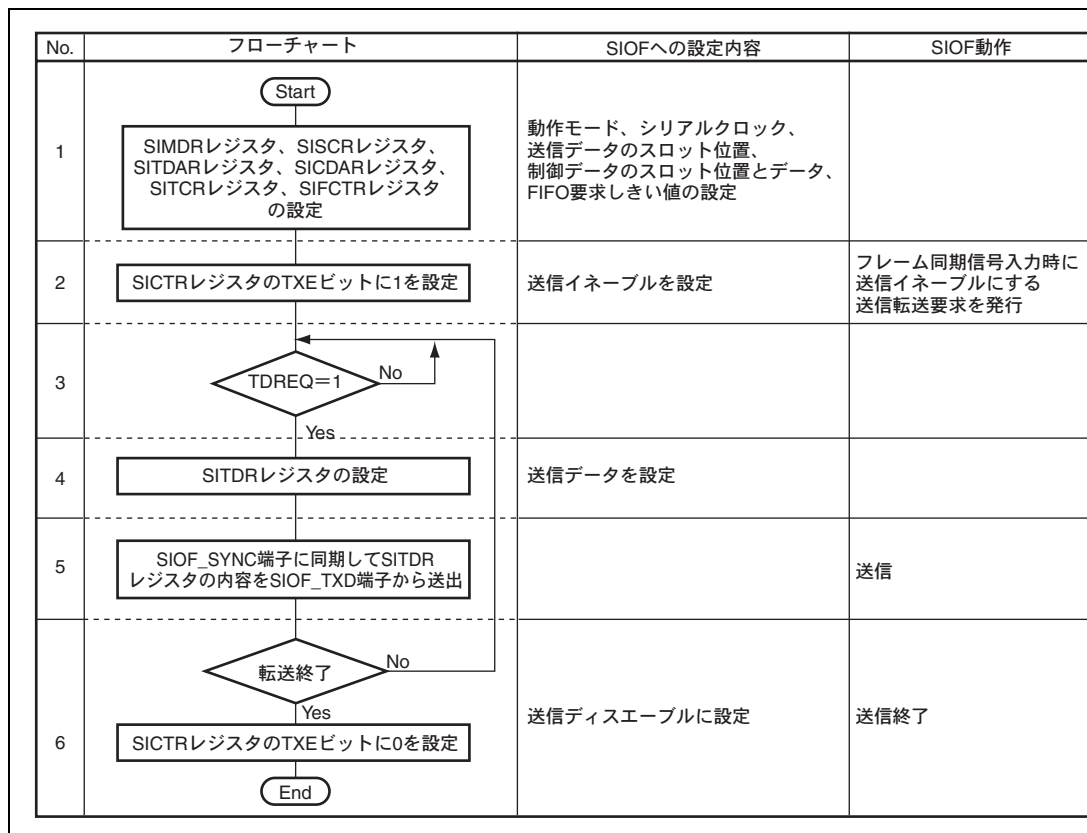 No.
フローチャート
SIOFへの設定内容
SIOF動作
1
Start
SIMDRレジスタ、SISCRレジスタ、
SITDARレジスタ、SICDARレジスタ、
SITCRレジスタ、SIFCTRレジスタ
の設定
動作モード、シリアルクロック、
送信データのスロット位置、
制御データのスロット位置とデータ、
FIFO要求しきい値の設定
2
SICTRレジスタのTXEビットに1を設定
送信イネーブルを設定
フレーム同期信号入力時に
送信イネーブルにする
送信転送要求を発行
3
TDREQ=1
No
Yes
4
SITDRレジスタの設定
送信データを設定
5
SIOF_SYNC端子に同期してSITDR
レジスタの内容をSIOF_TXD端子から送出
送信
転送終了
No
Yes
6
SICTRレジスタのTXEビットに0を設定
End
送信ディスエーブルに設定
送信終了